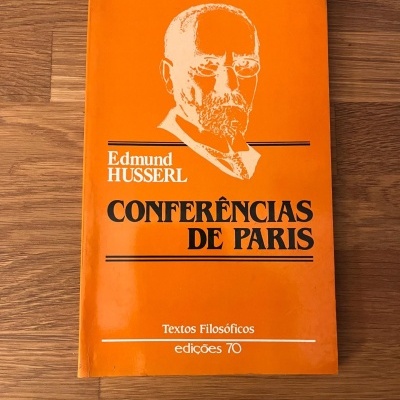 Edmund
HUSSERL
CONFERÊNCIAS
DE PARIS
Textos Filosóficos
edições 70